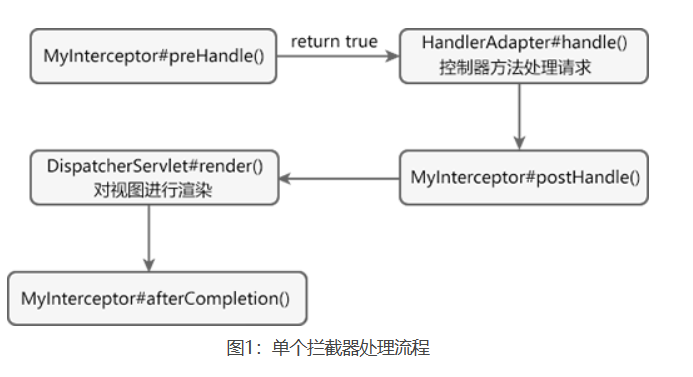 MyInterceptor#preHandle()
return true
HandlerAdapter#handle()
控制器方法处理请求
MyInterceptor#postHandle()
DispatcherServlet#render()
对视图进行渲染
MyInterceptor#afterCompletion()
图1：单个拦截器处理流程